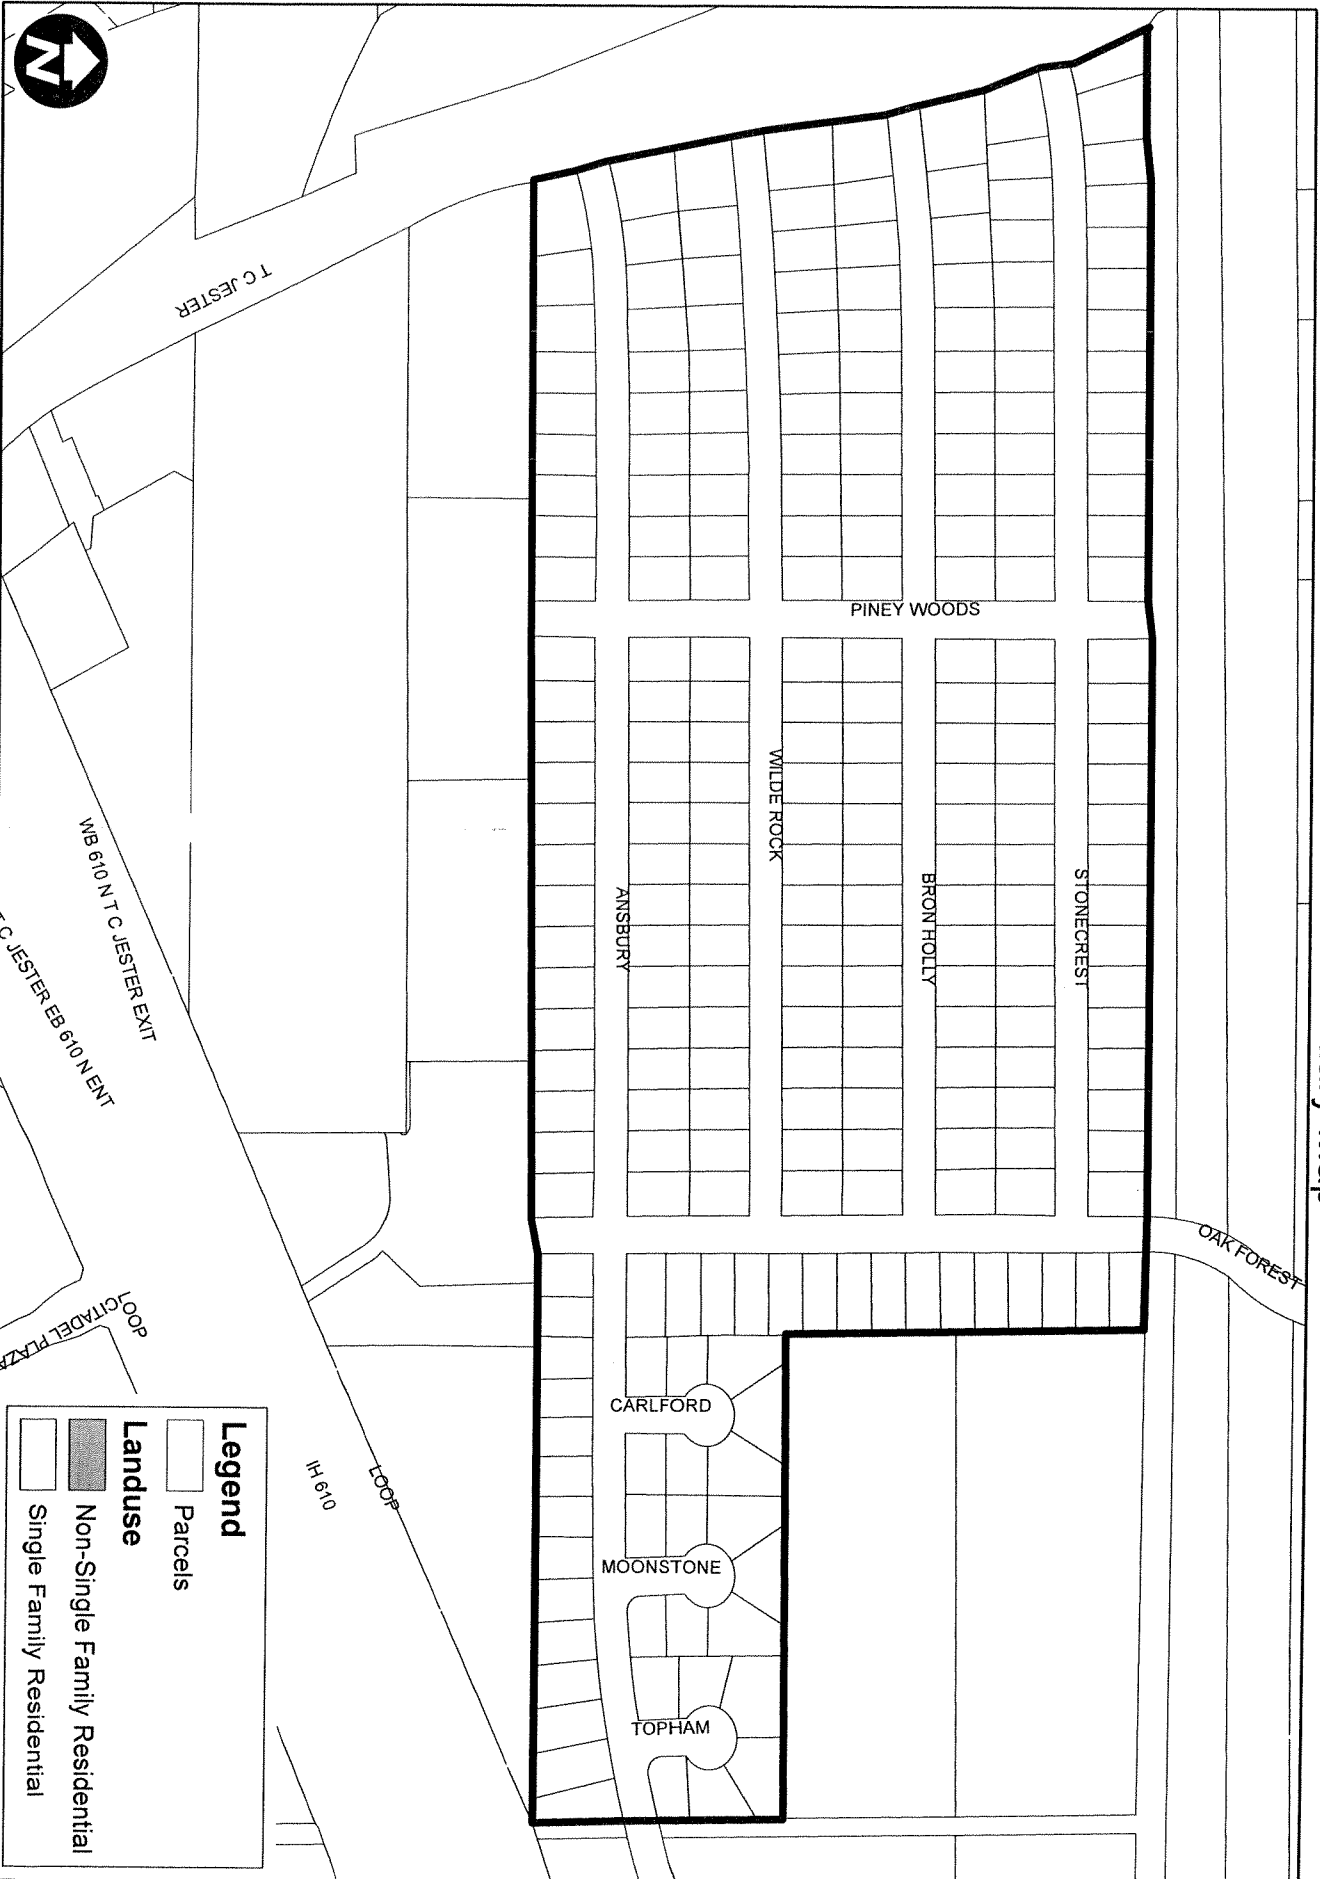 N
T C JESTER
PINEY WOODS
WILDE ROCK
ANSBURY
BRON HOLLY
STONECREST
OAK FOREST
WB 610 N T C JESTER EXIT
T C JESTER EB 610 N ENT
LOOP
CITADEL PLAZA
CARLFORD
MOONSTONE
TOPHAM
LOOP
IH 610
Legend
Parcels
Landuse
Non-Single Family Residential
Single Family Residential